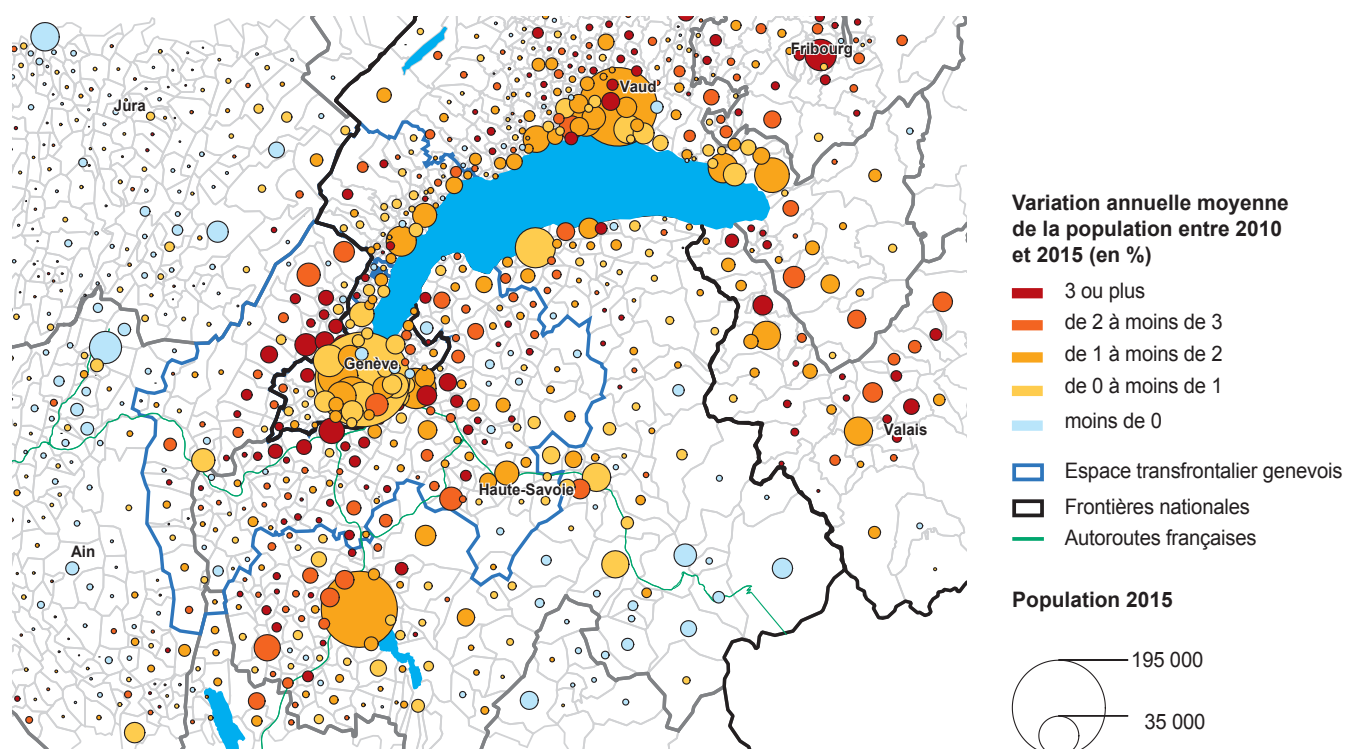 Fribourg
Vaud
Jura
Genève
Valais
Haute-Savoie
Ain
Variation annuelle moyenne
de la population entre 2010
et 2015 (en %)
3 ou plus
de 2 à moins de 3
de 1 à moins de 2
de 0 à moins de 1
moins de 0
Espace transfrontalier genevois
Frontières nationales
Autoroutes françaises
Population 2015
195 000
35 000